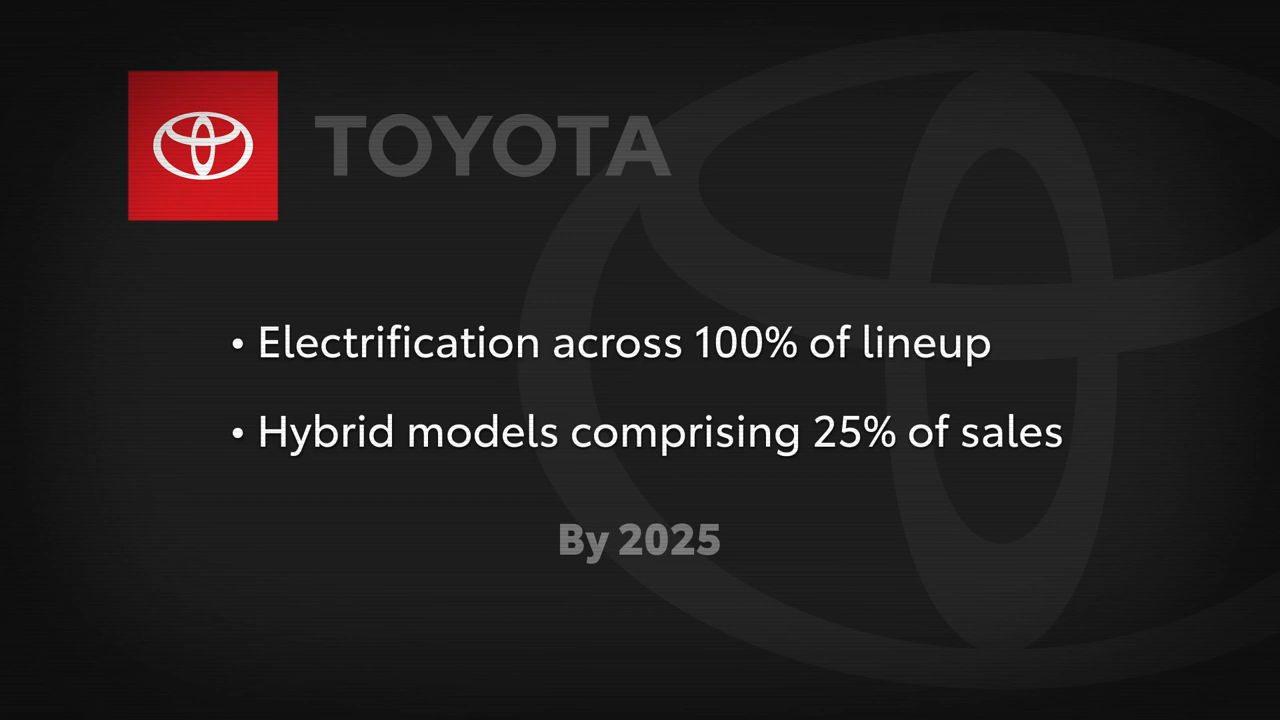 TOYOTA
• Electrification across 100% of lineup
• Hybrid models comprising 25% of sales
By 2025